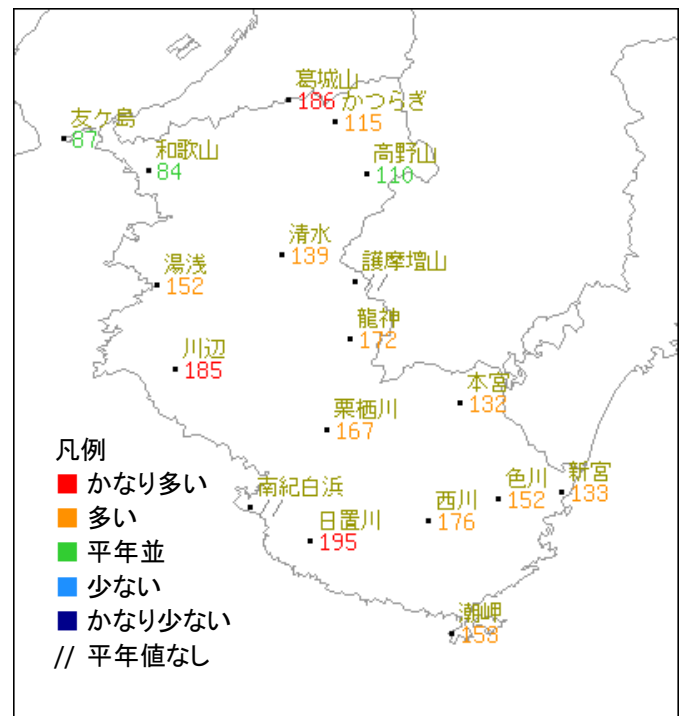 葛城山
186
かつらぎ
115
友ケ島
87
和歌山
84
高野山
110
清水
139
護摩壇山
//
湯浅
152
龍神
172
川辺
185
本宮
132
栗栖川
167
南紀白浜
//
日置川
195
西川
176
色川
152
新宮
133
潮岬
凡例
かなり多い
多い
平年並
少ない
かなり少ない
// 平年値なし